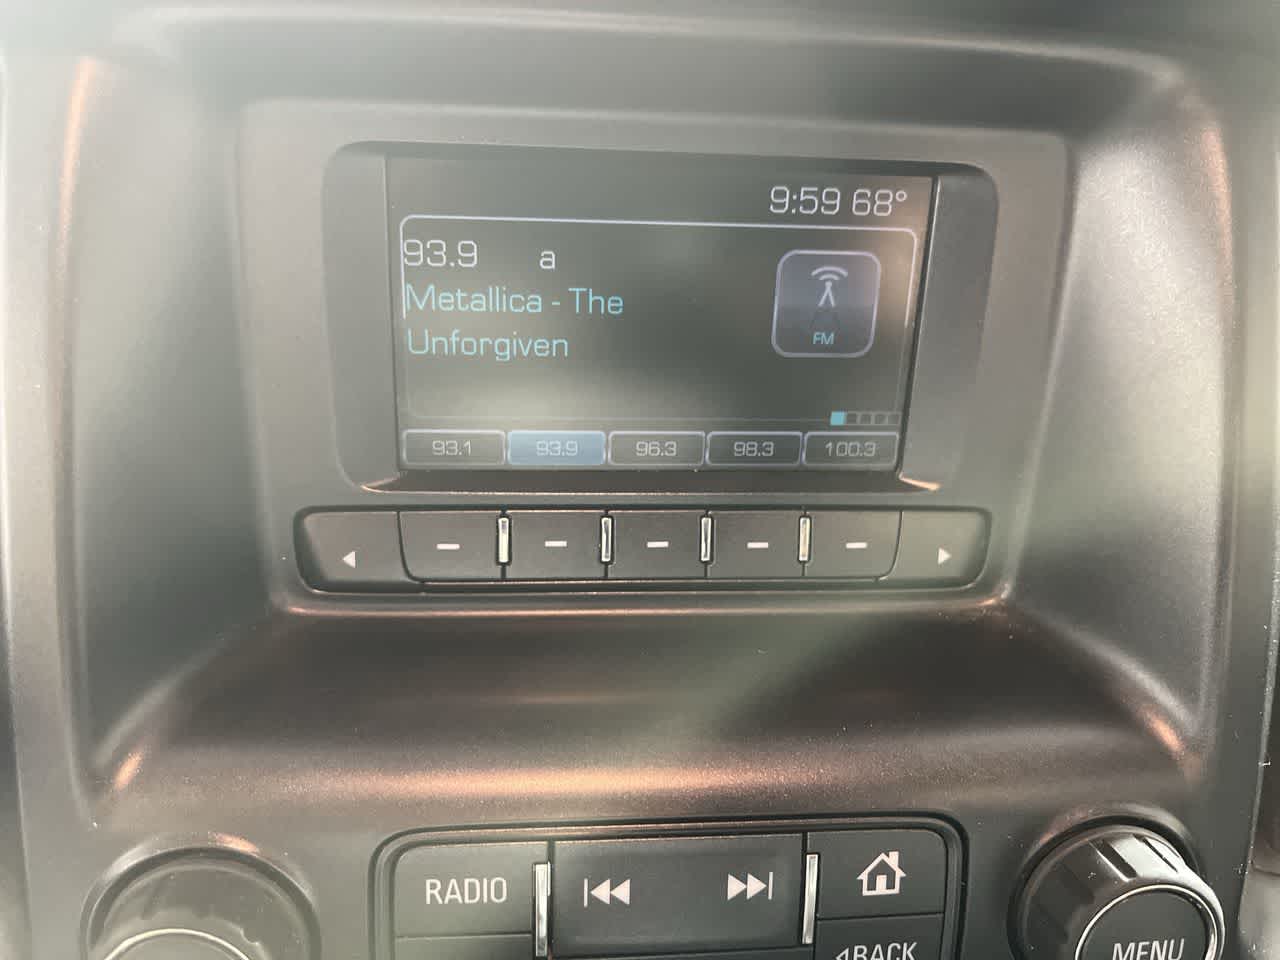 9:59 68°
93.9 a
Metallica - The
Unforgiven
FM
93.1 93.9 96.3 98.3 100.3
RADIO
BACK
MENU